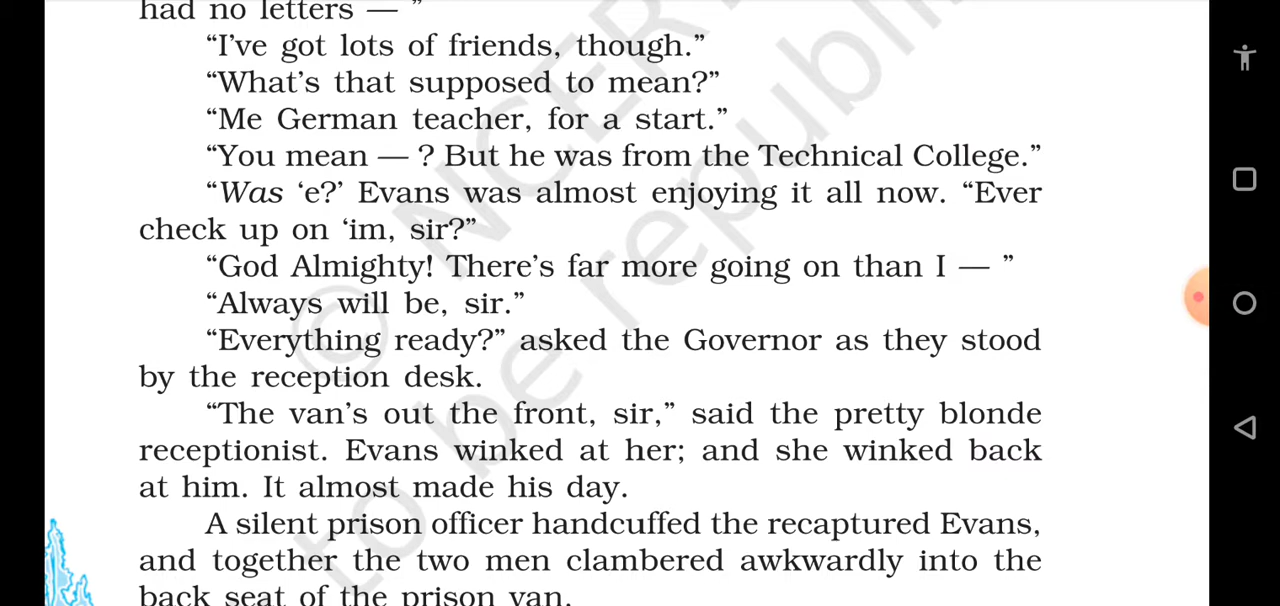 had no letters — ”
“I’ve got lots of friends, though.”
“What’s that supposed to mean?”
“Me German teacher, for a start.”
“You mean — ? But he was from the Technical College.”
“Was ‘e?’ Evans was almost enjoying it all now. “Ever
check up on ‘im, sir?”
“God Almighty! There’s far more going on than I — ”
“Always will be, sir.”
“Everything ready?” asked the Governor as they stood
by the reception desk.
“The van’s out the front, sir,” said the pretty blonde
receptionist. Evans winked at her; and she winked back
at him. It almost made his day.
A silent prison officer handcuffed the recaptured Evans,
and together the two men clambered awkwardly into the
back seat of the prison van.
© NCERT
to be republi